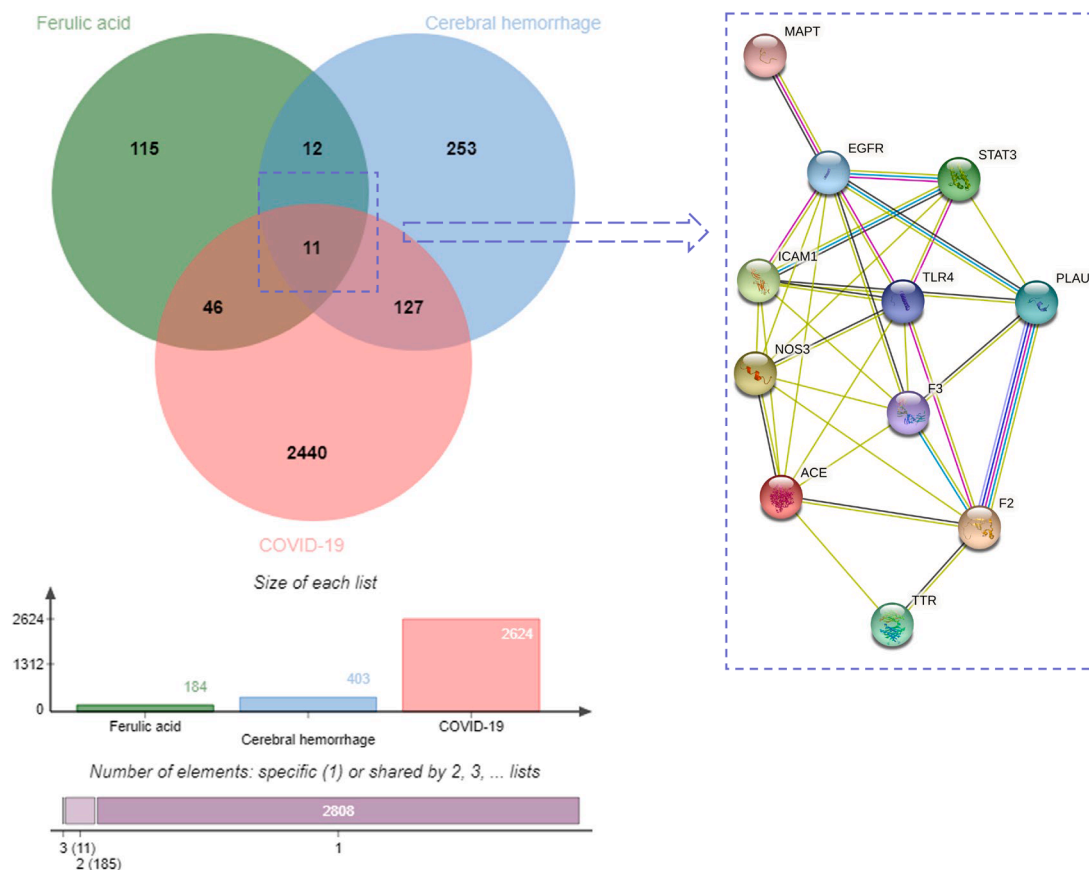 Ferulic acid
Cerebral hemorrhage
115
12
253
11
46
127
2440
COVID-19
Size of each list
2624
1312
0
184
403
2624
Ferulic acid
Cerebral hemorrhage
COVID-19
Number of elements: specific (1) or shared by 2, 3, ... lists
2808
3 (11)
2 (185)
1
MAPT
EGFR
STAT3
ICAM1
TLR4
PLAU
NOS3
F3
ACE
F2
TTR